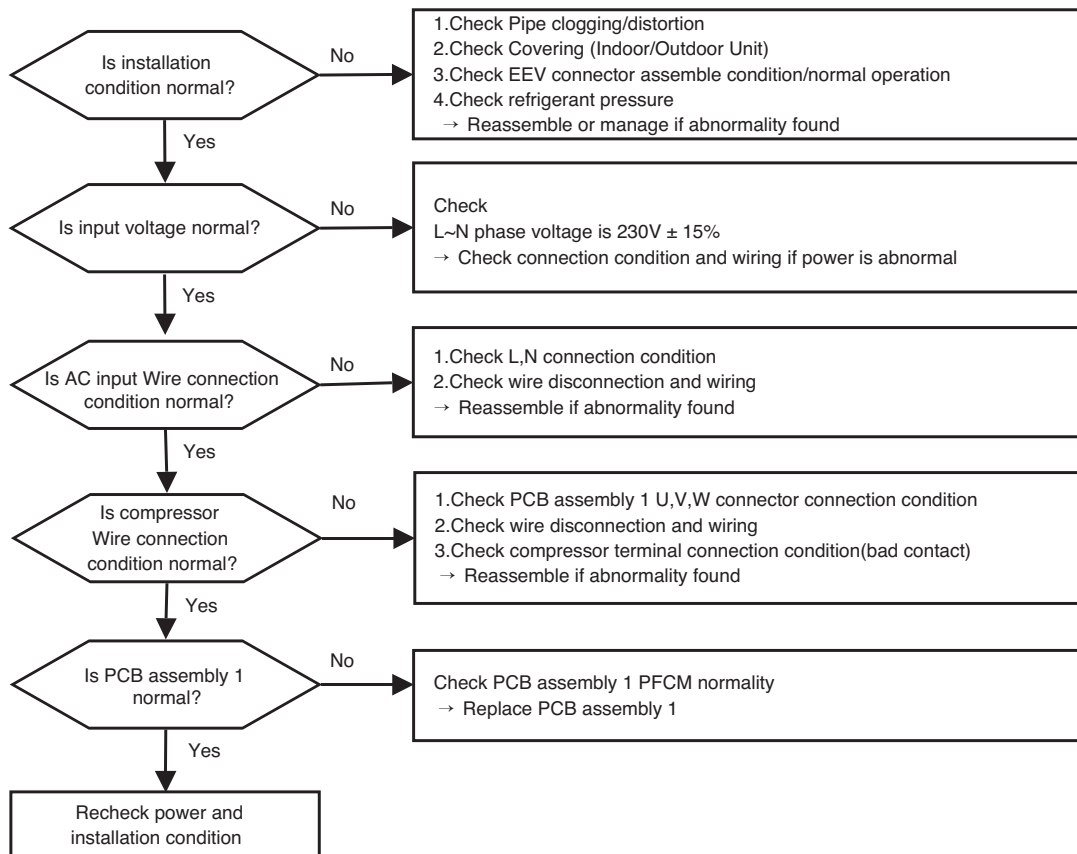 Is installation
condition normal?
No
1.Check Pipe clogging/distortion
2.Check Covering (Indoor/Outdoor Unit)
3.Check EEV connector assemble condition/normal operation
4.Check refrigerant pressure
→ Reassemble or manage if abnormality found
Yes
Is input voltage normal?
No
Check
L~N phase voltage is 230V ± 15%
→ Check connection condition and wiring if power is abnormal
Yes
Is AC input Wire connection
condition normal?
No
1.Check L,N connection condition
2.Check wire disconnection and wiring
→ Reassemble if abnormality found
Yes
Is compressor
Wire connection
condition normal?
No
1.Check PCB assembly 1 U,V,W connector connection condition
2.Check wire disconnection and wiring
3.Check compressor terminal connection condition(bad contact)
→ Reassemble if abnormality found
Yes
Is PCB assembly 1
normal?
No
Check PCB assembly 1 PFCM normality
→ Replace PCB assembly 1
Yes
Recheck power and
installation condition